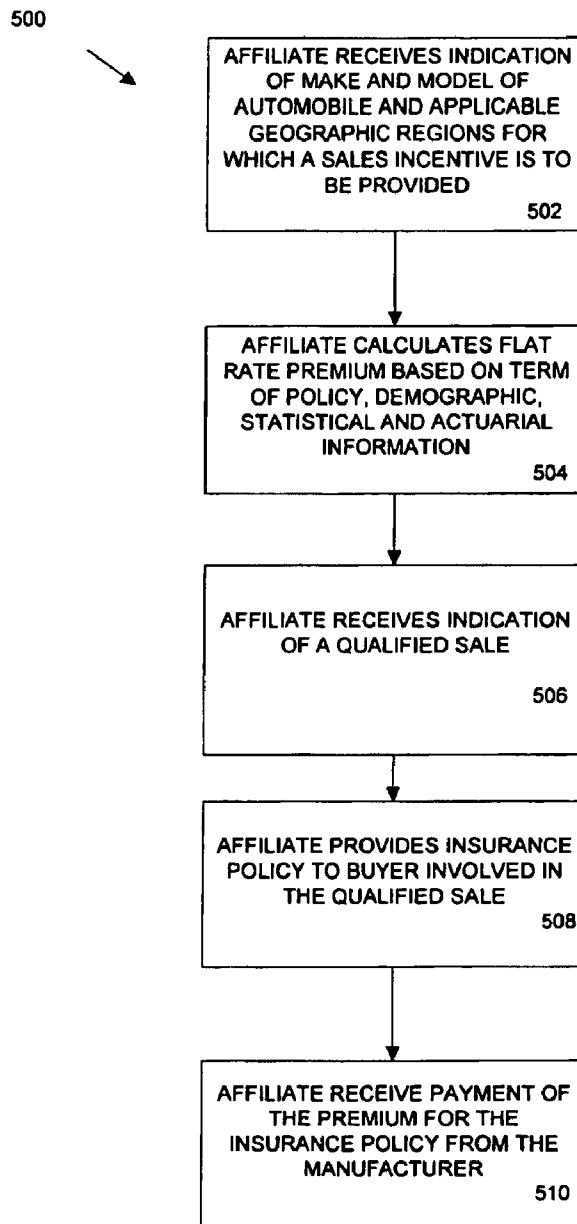 500
AFFILIATE RECEIVES INDICATION
OF MAKE AND MODEL OF
AUTOMOBILE AND APPLICABLE
GEOGRAPHIC REGIONS FOR
WHICH A SALES INCENTIVE IS TO
BE PROVIDED
502
AFFILIATE CALCULATES FLAT
RATE PREMIUM BASED ON TERM
OF POLICY, DEMOGRAPHIC,
STATISTICAL AND ACTUARIAL
INFORMATION
504
AFFILIATE RECEIVES INDICATION
OF A QUALIFIED SALE
506
AFFILIATE PROVIDES INSURANCE
POLICY TO BUYER INVOLVED IN
THE QUALIFIED SALE
508
AFFILIATE RECEIVE PAYMENT OF
THE PREMIUM FOR THE
INSURANCE POLICY FROM THE
MANUFACTURER
510